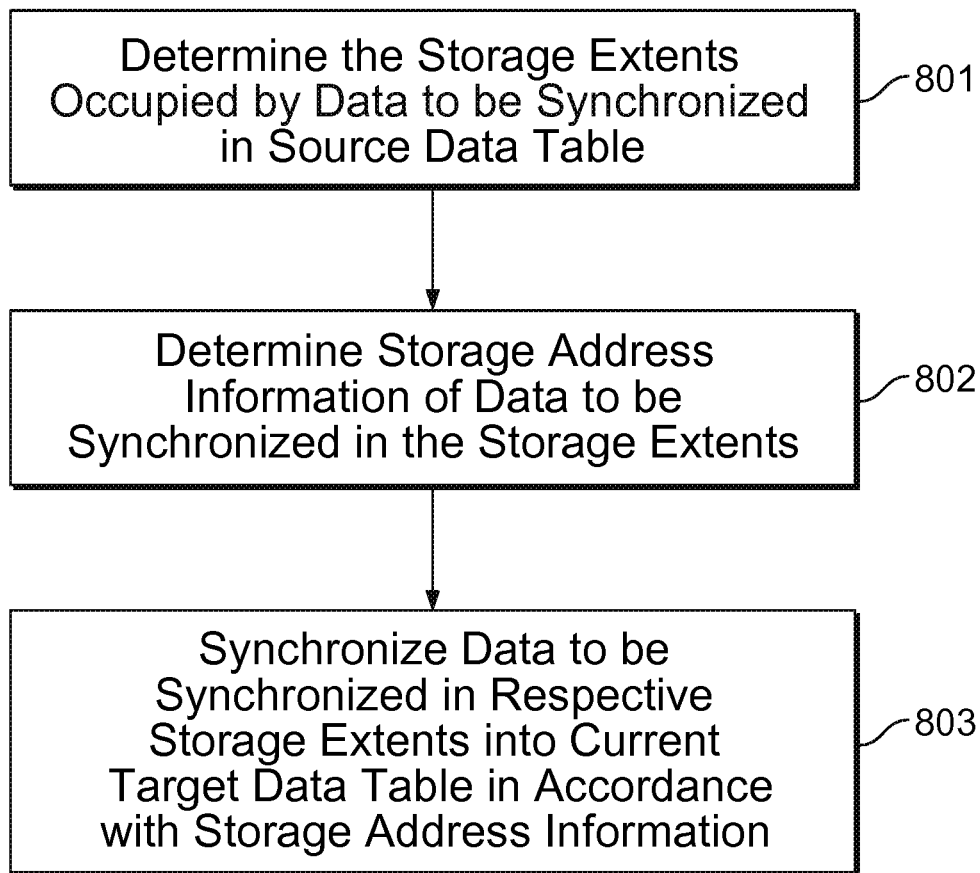 Determine the Storage Extents
Occupied by Data to be Synchronized
in Source Data Table
801
Determine Storage Address
Information of Data to be
Synchronized in the Storage Extents
802
Synchronize Data to be
Synchronized in Respective
Storage Extents into Current
Target Data Table in Accordance
with Storage Address Information
803